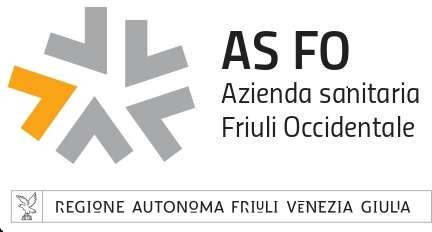 AS FO
Azienda sanitaria
Friuli Occidentale
REGIONE AUTONOMA FRIULI VENEZIA GIULIA